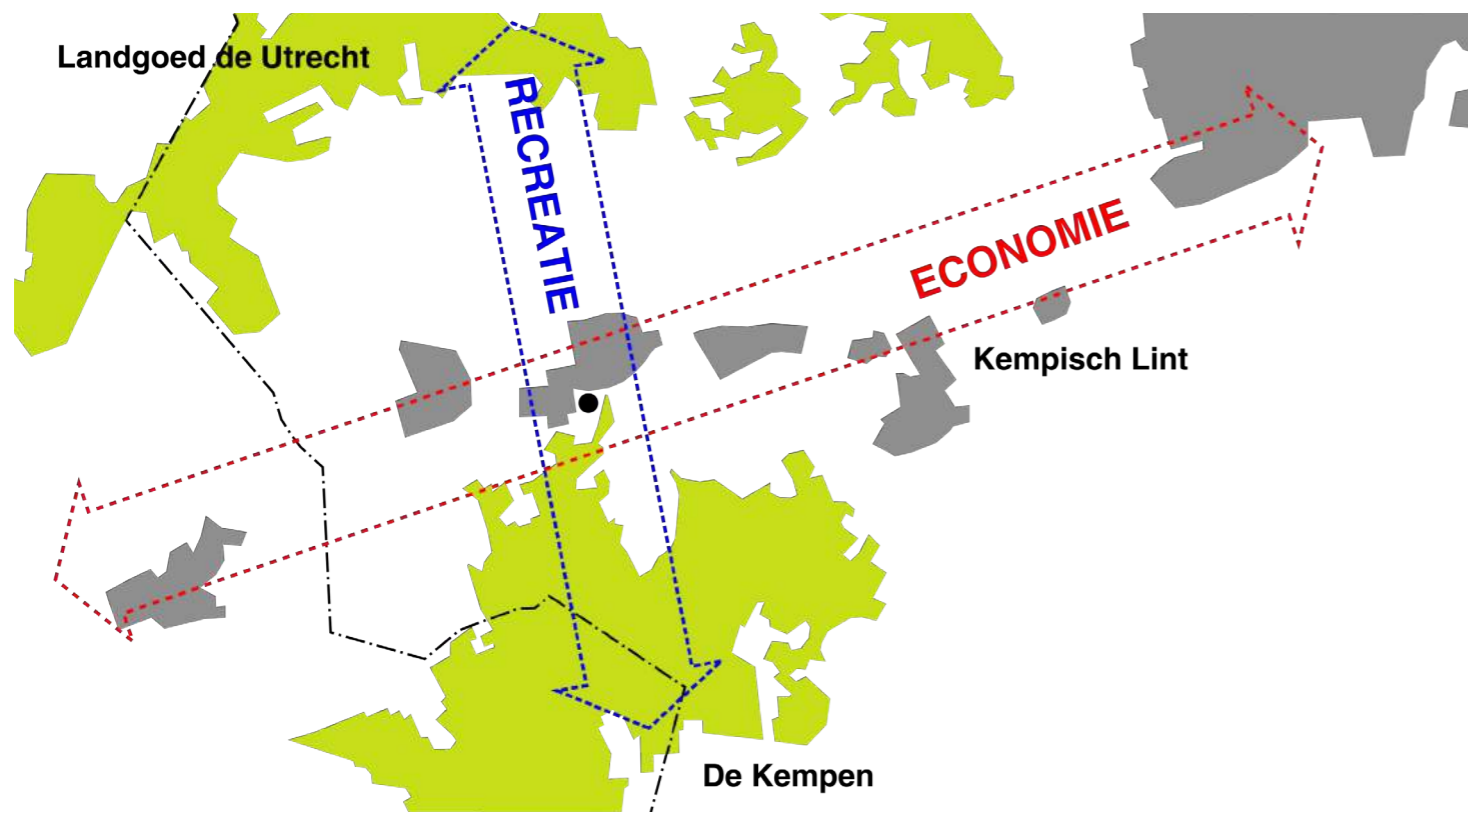 Landgoed de Utrecht
RECREATIE
ECONOMIE
Kempisch Lint
De Kempen